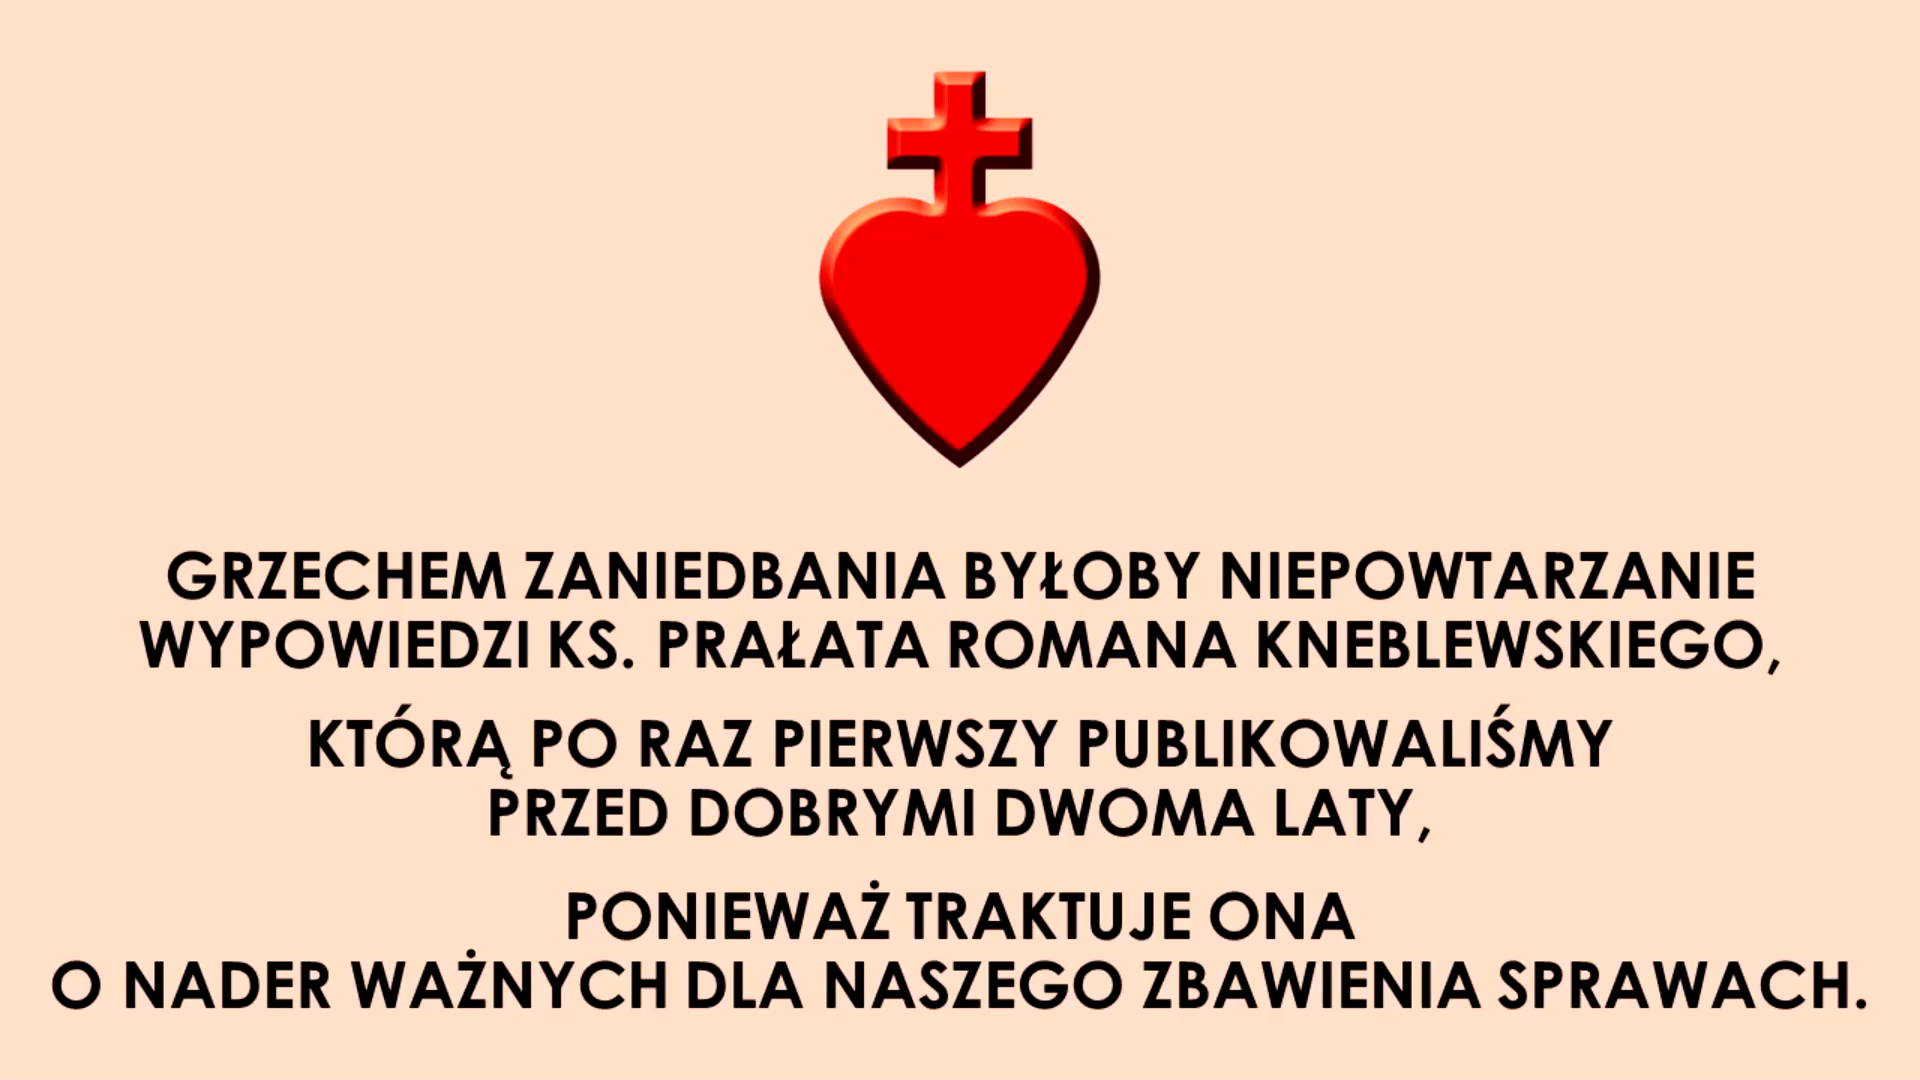 GRZECHEM ZANIEDBANIA BYŁOBY NIEPOWTARZANIE
WYPOWIEDZI KS. PRAŁATA ROMANA KNEBLEWSKIEGO,
KTÓRĄ PO RAZ PIERWSZY PUBLIKOWALIŚMY
PRZED DOBRYMI DWOMA LATY,
PONIEWAŻ TRAKTUJE ONA
O NADER WAŻNYCH DLA NASZEGO ZBAWIENIA SPRAWACH.